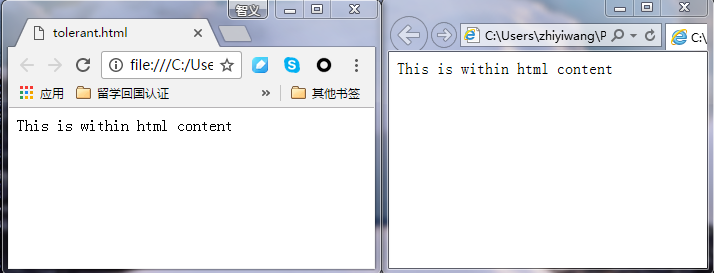 智义
tolerant.html
file:///C:/Use
应用
留学回国认证
»
其他书签
This is within html content
C:\Users\zhiyiwang\P
C:\
This is within html content